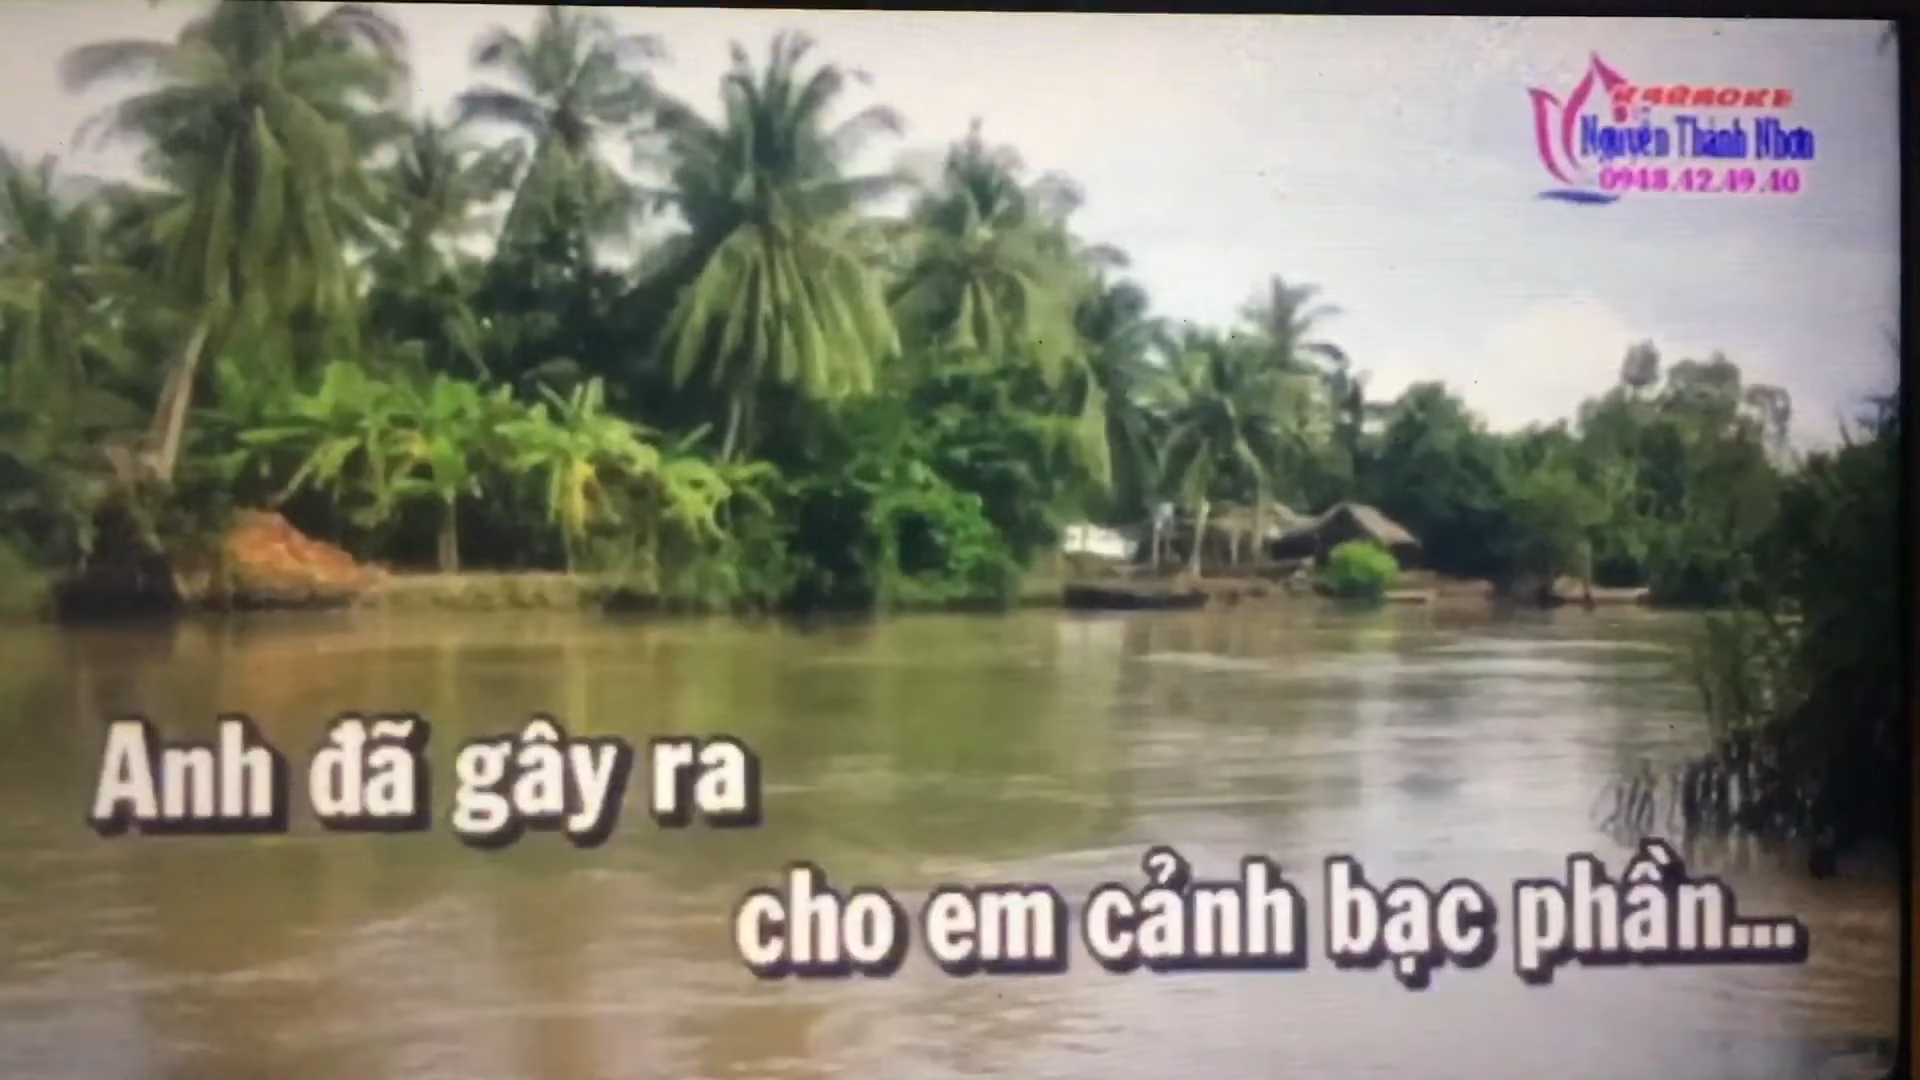 KARAOKE
Nguyễn Thành Nhơn
0948.42.49.40
Anh đã gây ra
cho em cảnh bạc phần...